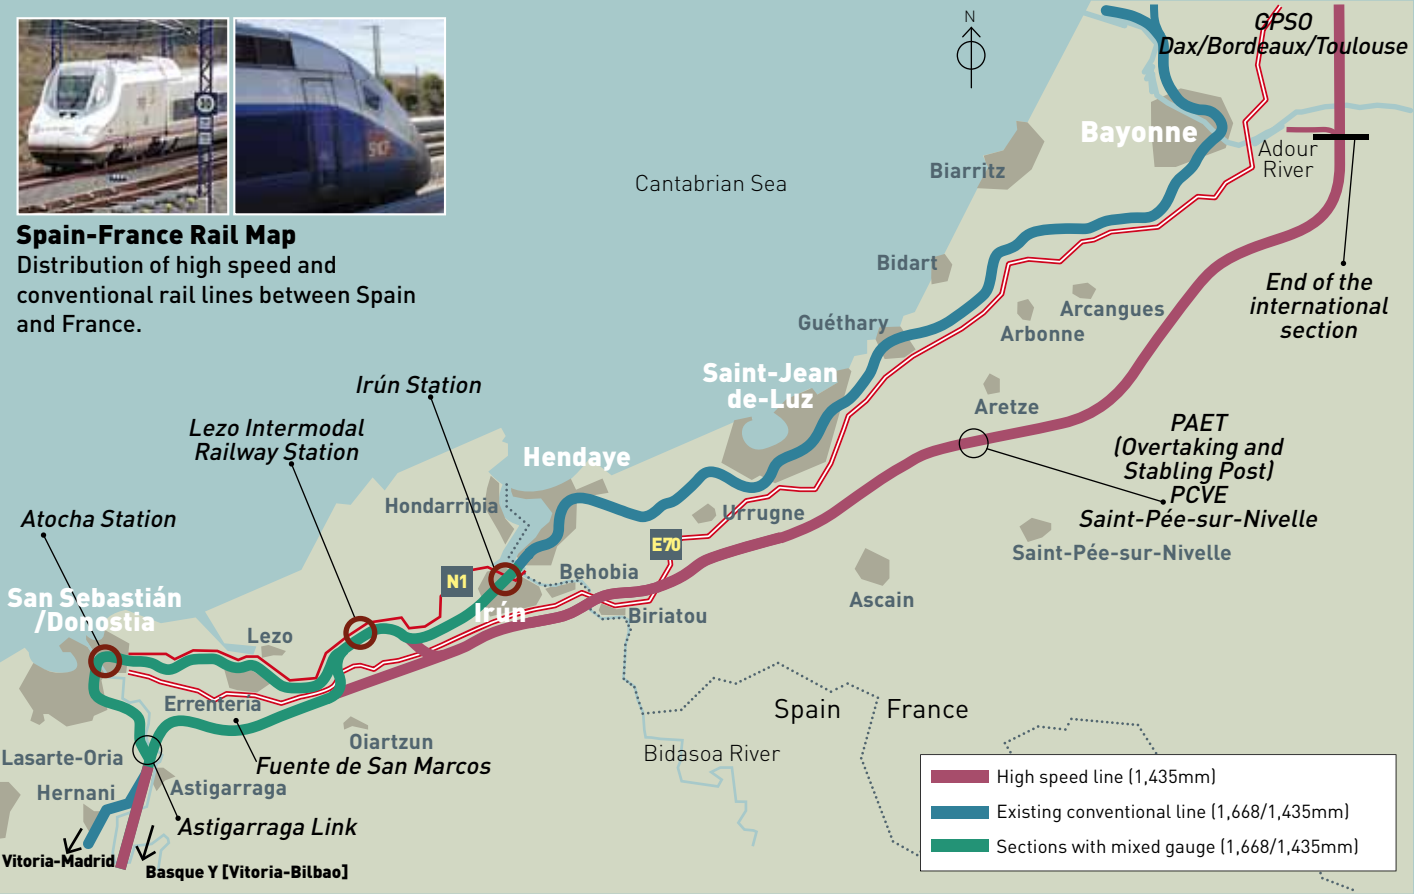 N
GPSO
Dax/Bordeaux/Toulouse
30
SNCF
Spain-France Rail Map
Distribution of high speed and
conventional rail lines between Spain
and France.
Cantabrian Sea
Bayonne
Adour
River
Biarritz
Bidart
Arcangues
Arbonne
Guéthary
End of the
international
section
Saint-Jean
de-Luz
Aretze
Irún Station
Lezo Intermodal
Railway Station
PAET
(Overtaking and
Stabling Post)
PCVE
Saint-Pée-sur-Nivelle
Hendaye
Hondarribia
Urrugne
Atocha Station
E70
Saint-Pée-sur-Nivelle
N1
Behobia
Ascain
San Sebastián
/Donostia
Irún
Biriatou
Lezo
Errentería
Spain
France
Oiartzun
Bidasoa River
Lasarte-Oria
Fuente de San Marcos
Hernani
Astigarraga
Astigarraga Link
Vitoria-Madrid
Basque Y [Vitoria-Bilbao]
High speed line (1,435mm)
Existing conventional line (1,668/1,435mm)
Sections with mixed gauge (1,668/1,435mm)